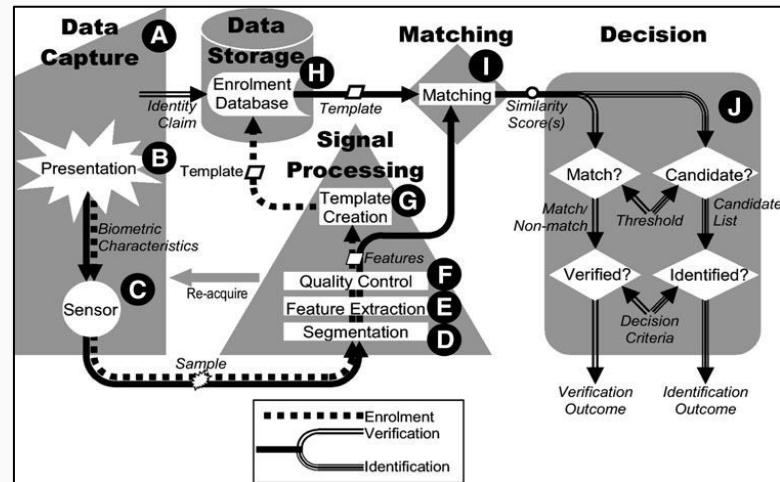 Data
Capture
A
Data
Storage
Enrolment
Database
H
Identity
Claim
Template
Matching
I
Matching
Similarity
Score(s)
Decision
J
Presentation
B
Biometric
Characteristics
Sensor
C
Template
Signal
Processing
Template
Creation
G
Features
Quality Control
F
Feature Extraction
E
Segmentation
D
Re-acquire
Sample
Match?
Candidate?
Match/
Non-match
Threshold
Candidate
List
Verified?
Identified?
Decision
Criteria
Verification
Outcome
Identification
Outcome
Enrolment
Verification
Identification